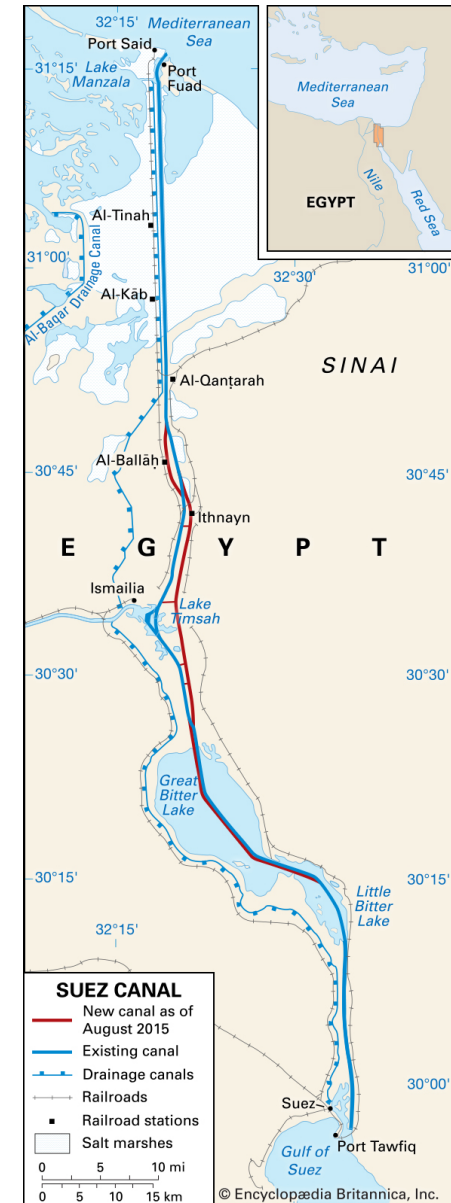 32°15'
Mediterranean
Sea
Port Said
31°15'
Lake
Manzala
Port
Fuad
Mediterranean
Sea
EGYPT
Nile
Red Sea
Al-Tinah
31°00'
Al-Baqar Drainage Canal
Al-Kāb
32°30'
31°00'
SINAI
Al-Qanṭarah
30°45'
Al-Ballāḥ
30°45'
Ithnayn
EGYPT
Ismailia
Lake
Timsah
30°30'
30°30'
Great
Bitter
Lake
30°15'
Little
Bitter
Lake
30°15'
32°15'
SUEZ CANAL
New canal as of
August 2015
Existing canal
Drainage canals
Railroads
Railroad stations
Salt marshes
0 5 10 mi
0 5 10 15 km
30°00'
Suez
Port Tawfiq
Gulf of
Suez
© Encyclopædia Britannica, Inc.